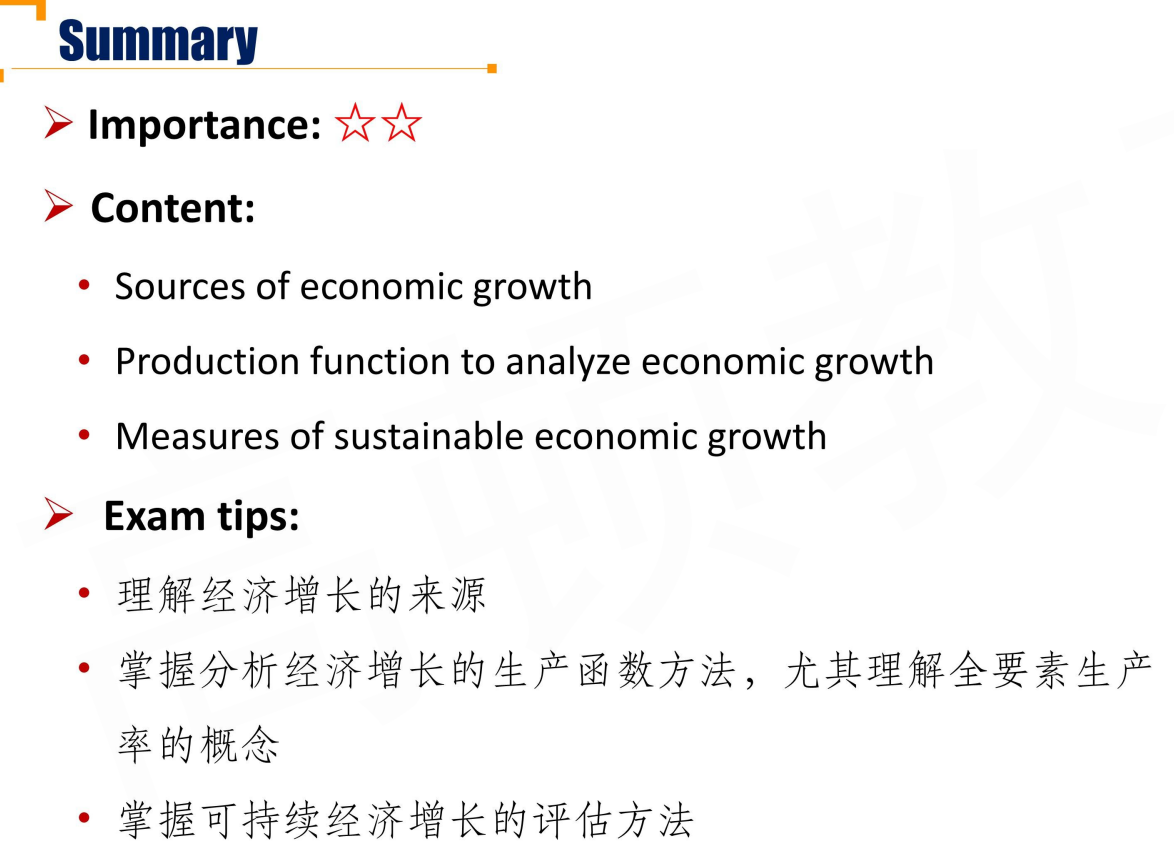 Summary
Importance: ☆☆
Content:
• Sources of economic growth
• Production function to analyze economic growth
• Measures of sustainable economic growth
Exam tips:
• 理解经济增长的来源
• 掌握分析经济增长的生产函数方法，尤其理解全要素生产
率的概念
• 掌握可持续经济增长的评估方法